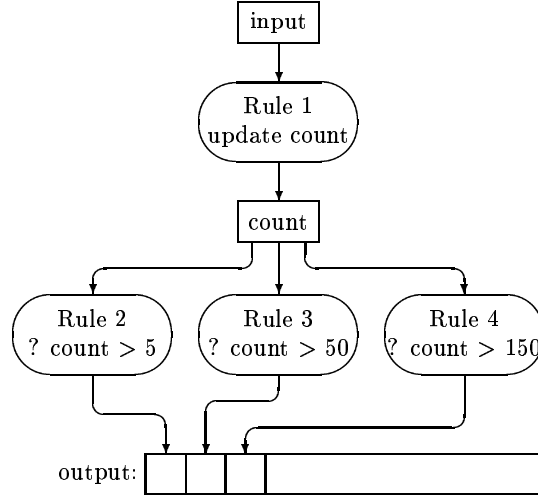 input
Rule 1
update count
count
Rule 2
? count > 5
Rule 3
? count > 50
Rule 4
? count > 150
output: